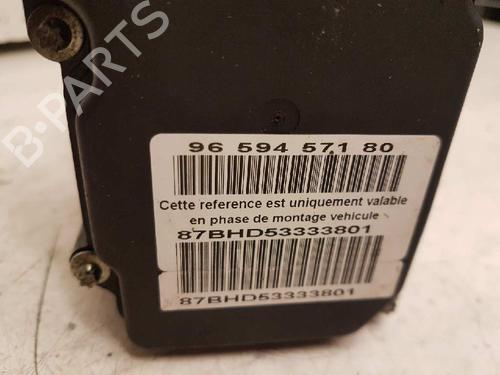 B-PARTS
96 594 571 80
Cette reference est uniquement valable
en phase de montage vehicule
87BHD53333801
87BHD53333801